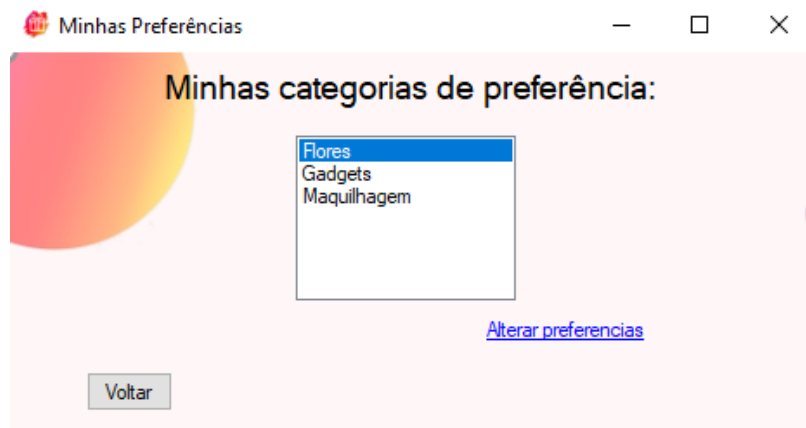 Minhas Preferências
Minhas categorias de preferência:
Flores
Gadgets
Maquilhagem
Alterar preferencias
Voltar